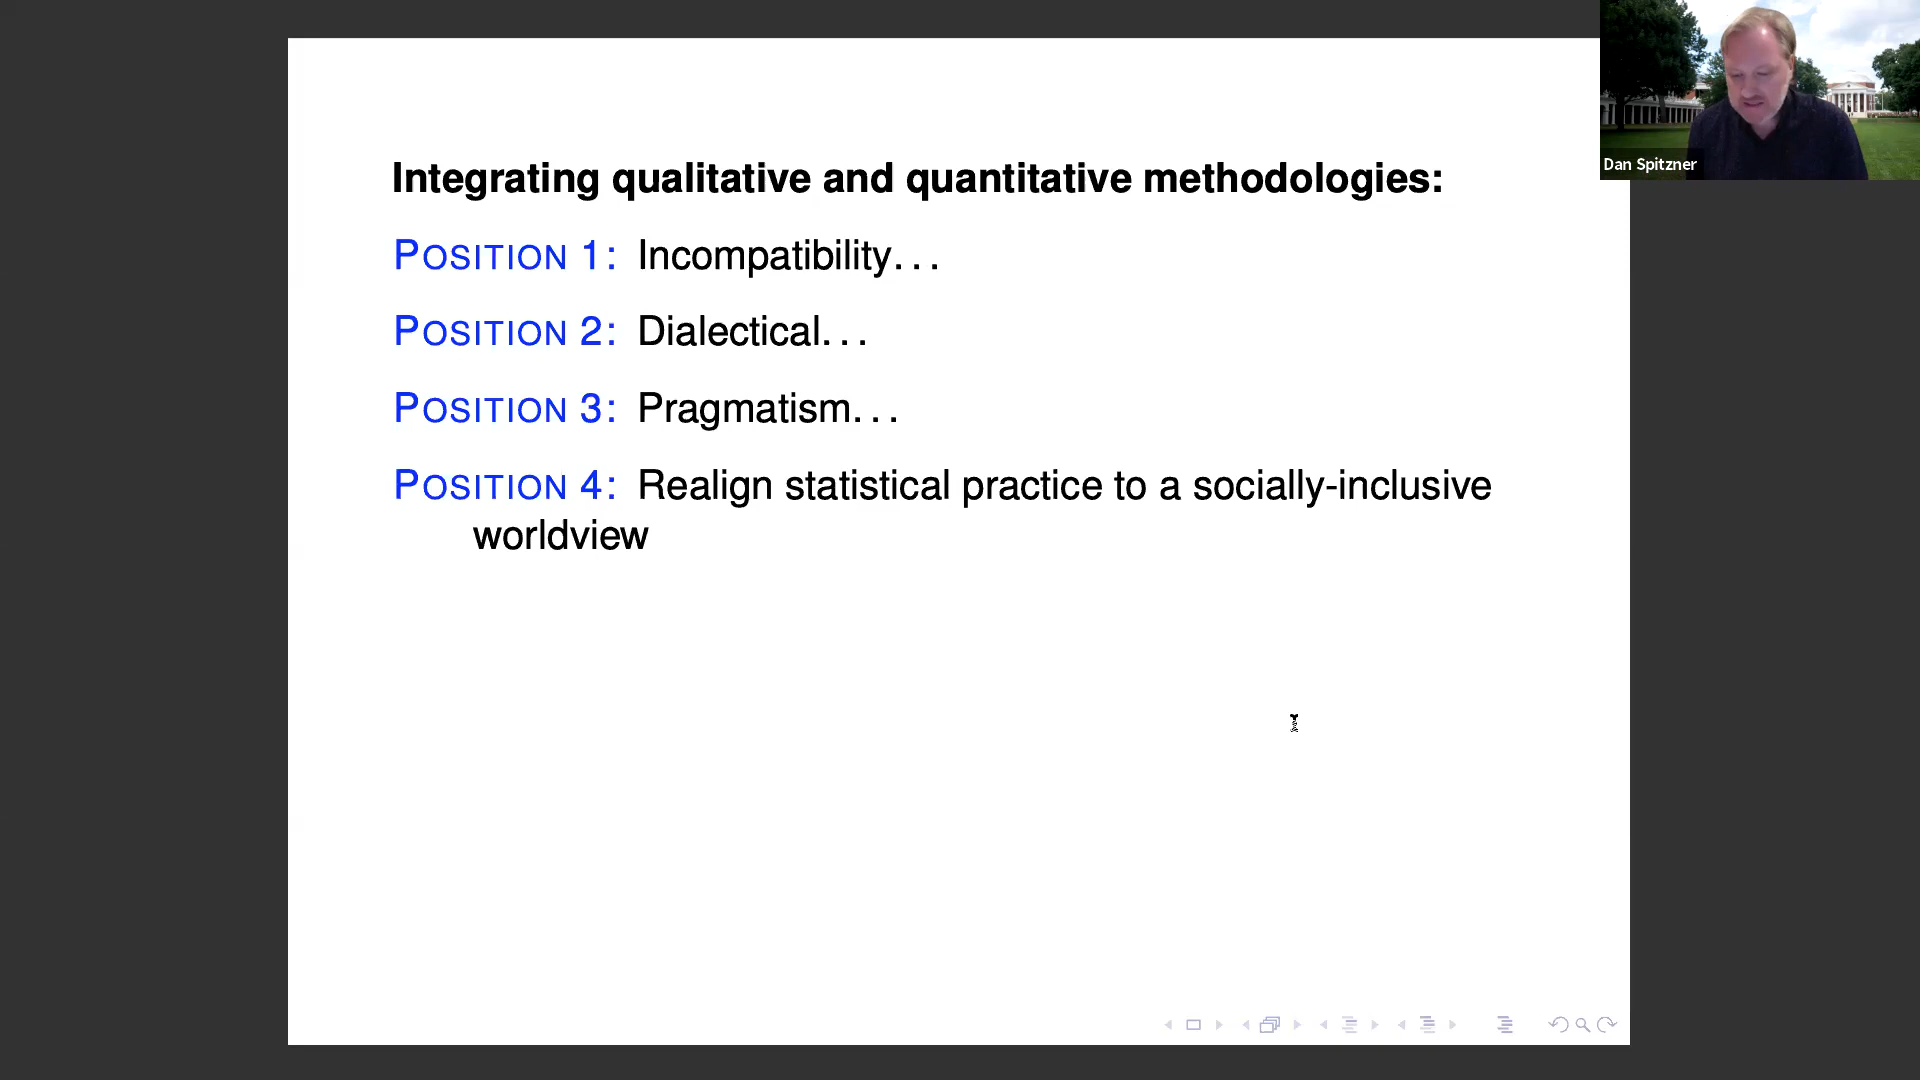 Integrating qualitative and quantitative methodologies:
POSITION 1: Incompatibility...
POSITION 2: Dialectical...
POSITION 3: Pragmatism...
POSITION 4: Realign statistical practice to a socially-inclusive
worldview
Dan Spitzner